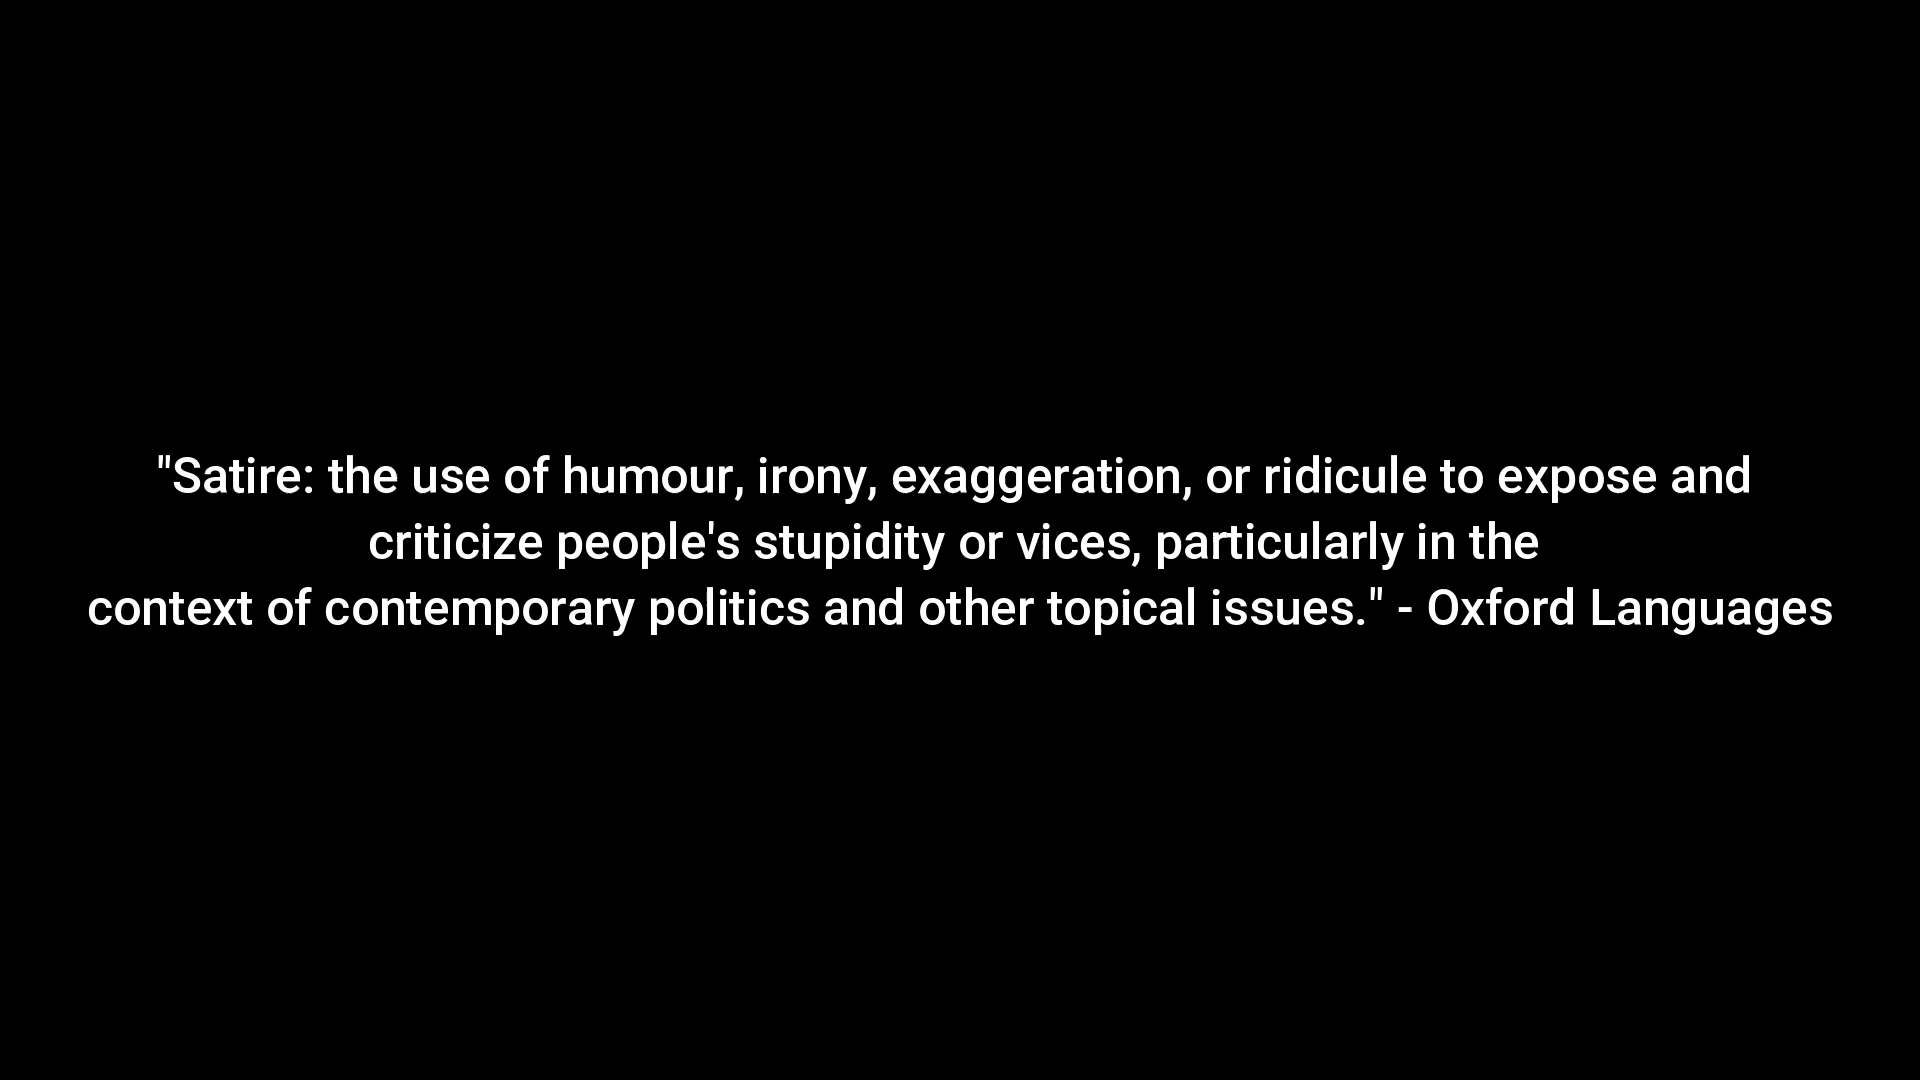 "Satire: the use of humour, irony, exaggeration, or ridicule to expose and
criticize people's stupidity or vices, particularly in the
context of contemporary politics and other topical issues." - Oxford Languages